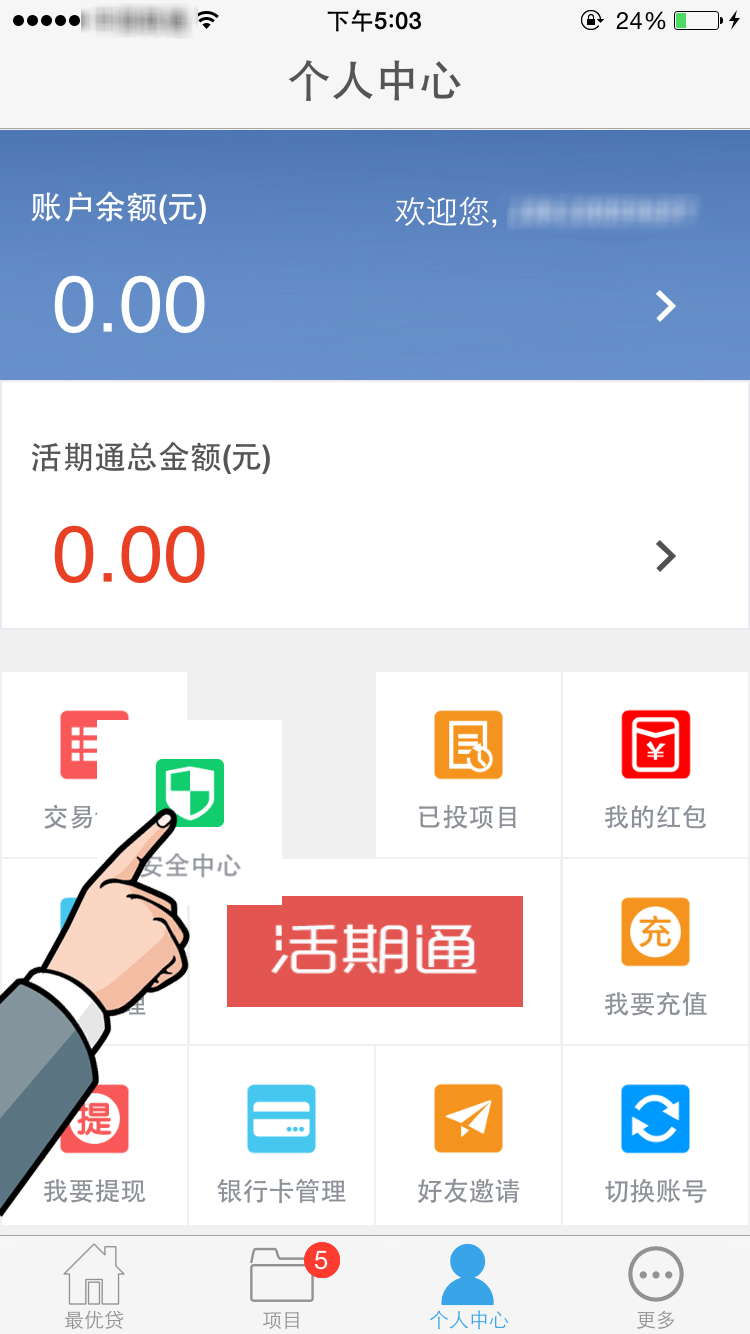 下午5:03
24%
个人中心
账户余额(元)
欢迎您,
0.00
活期通总金额(元)
0.00
交易
安全中心
已投项目
¥
我的红包
理
活期通
充
我要充值
提
我要提现
银行卡管理
好友邀请
切换账号
最优贷
5
项目
个人中心
更多